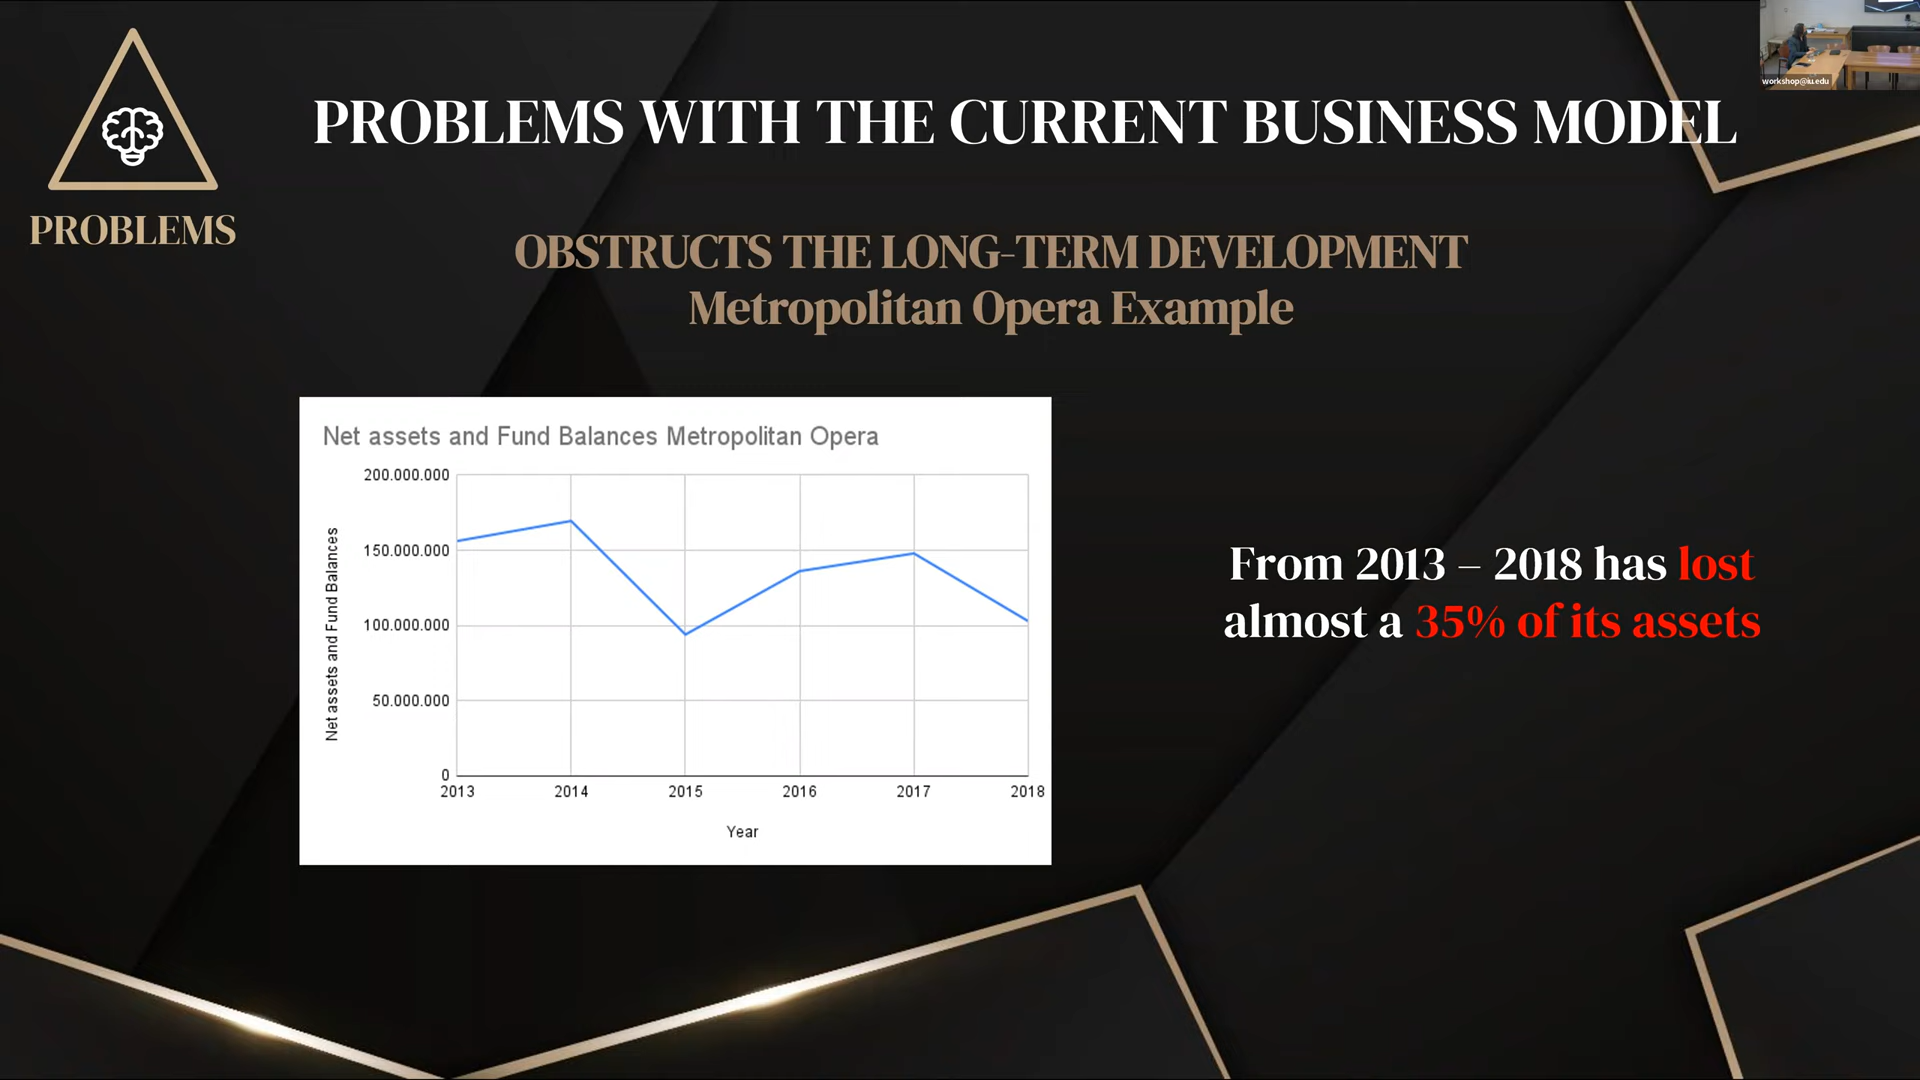 PROBLEMS WITH THE CURRENT BUSINESS MODEL
PROBLEMS
OBSTRUCTS THE LONG-TERM DEVELOPMENT
Metropolitan Opera Example
Net assets and Fund Balances Metropolitan Opera
Net assets and Fund Balances
200.000.000
150.000.000
100.000.000
50.000.000
0
2013 2014 2015 2016 2017 2018
Year
From 2013 – 2018 has lost
almost a 35% of its assets
workshop@iu.edu